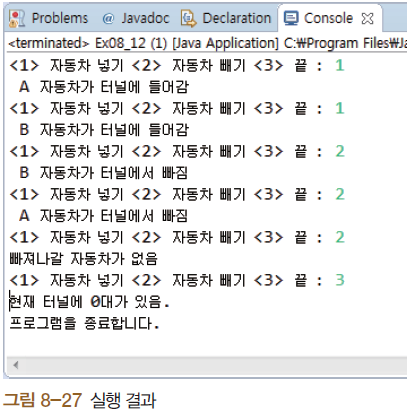 Problems @ Javadoc Declaration Console
<terminated> Ex08_12 (1) [Java Application] C:₩Program Files₩Ja
<1> 자동차 넣기 <2> 자동차 빼기 <3> 끝 : 1
A 자동차가 터널에 들어감
<1> 자동차 넣기 <2> 자동차 빼기 <3> 끝 : 1
B 자동차가 터널에 들어감
<1> 자동차 넣기 <2> 자동차 빼기 <3> 끝 : 2
B 자동차가 터널에서 빠짐
<1> 자동차 넣기 <2> 자동차 빼기 <3> 끝 : 2
A 자동차가 터널에서 빠짐
<1> 자동차 넣기 <2> 자동차 빼기 <3> 끝 : 2
빠져나갈 자동차가 없음
<1> 자동차 넣기 <2> 자동차 빼기 <3> 끝 : 3
현재 터널에 0대가 있음.
프로그램을 종료합니다.
그림 8-27 실행 결과